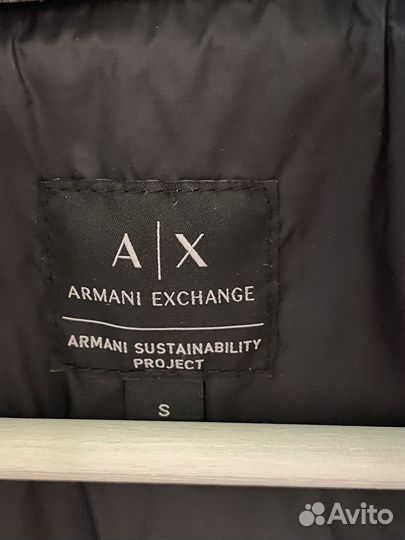 A|X
ARMANI EXCHANGE
ARMANI SUSTAINABILITY
PROJECT
S
Avito